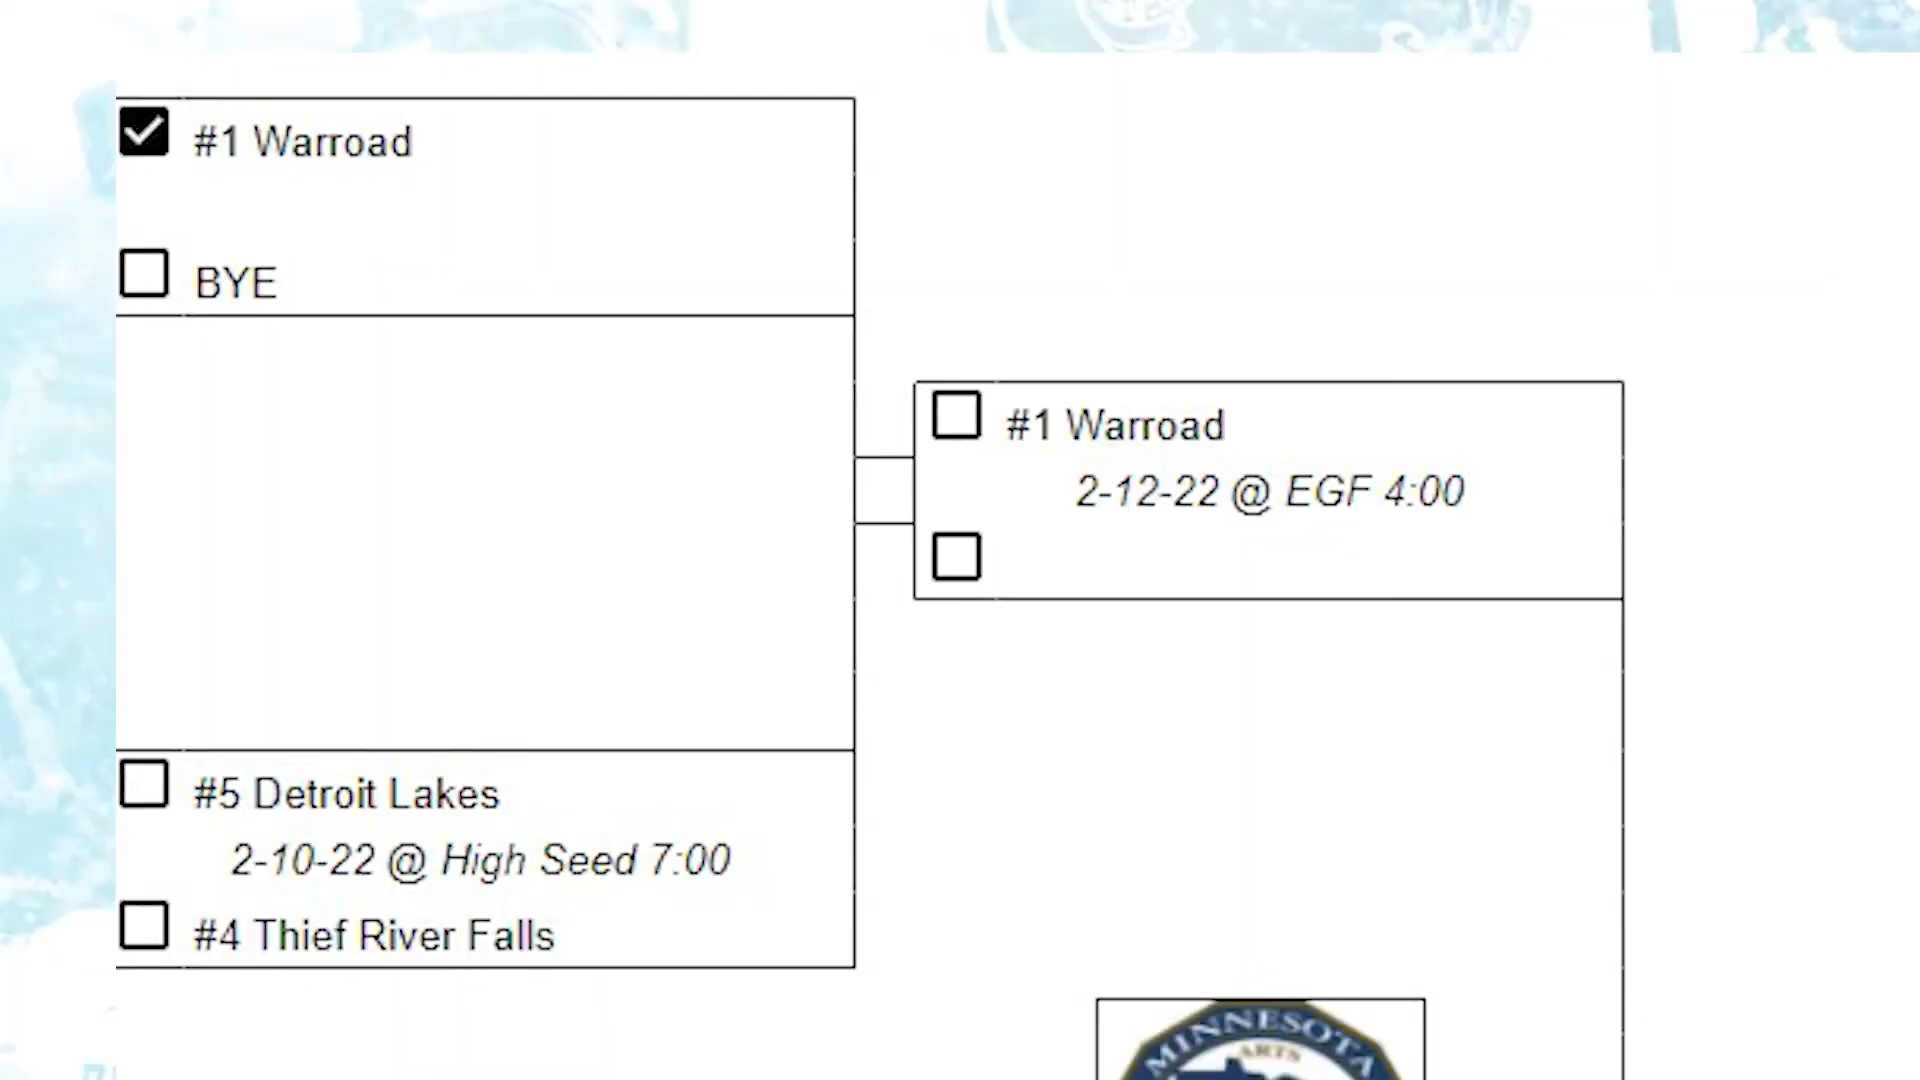 #1 Warroad
BYE
#1 Warroad
2-12-22 @ EGF 4:00
#5 Detroit Lakes
2-10-22 @ High Seed 7:00
#4 Thief River Falls
MINNESOTA
ARTS